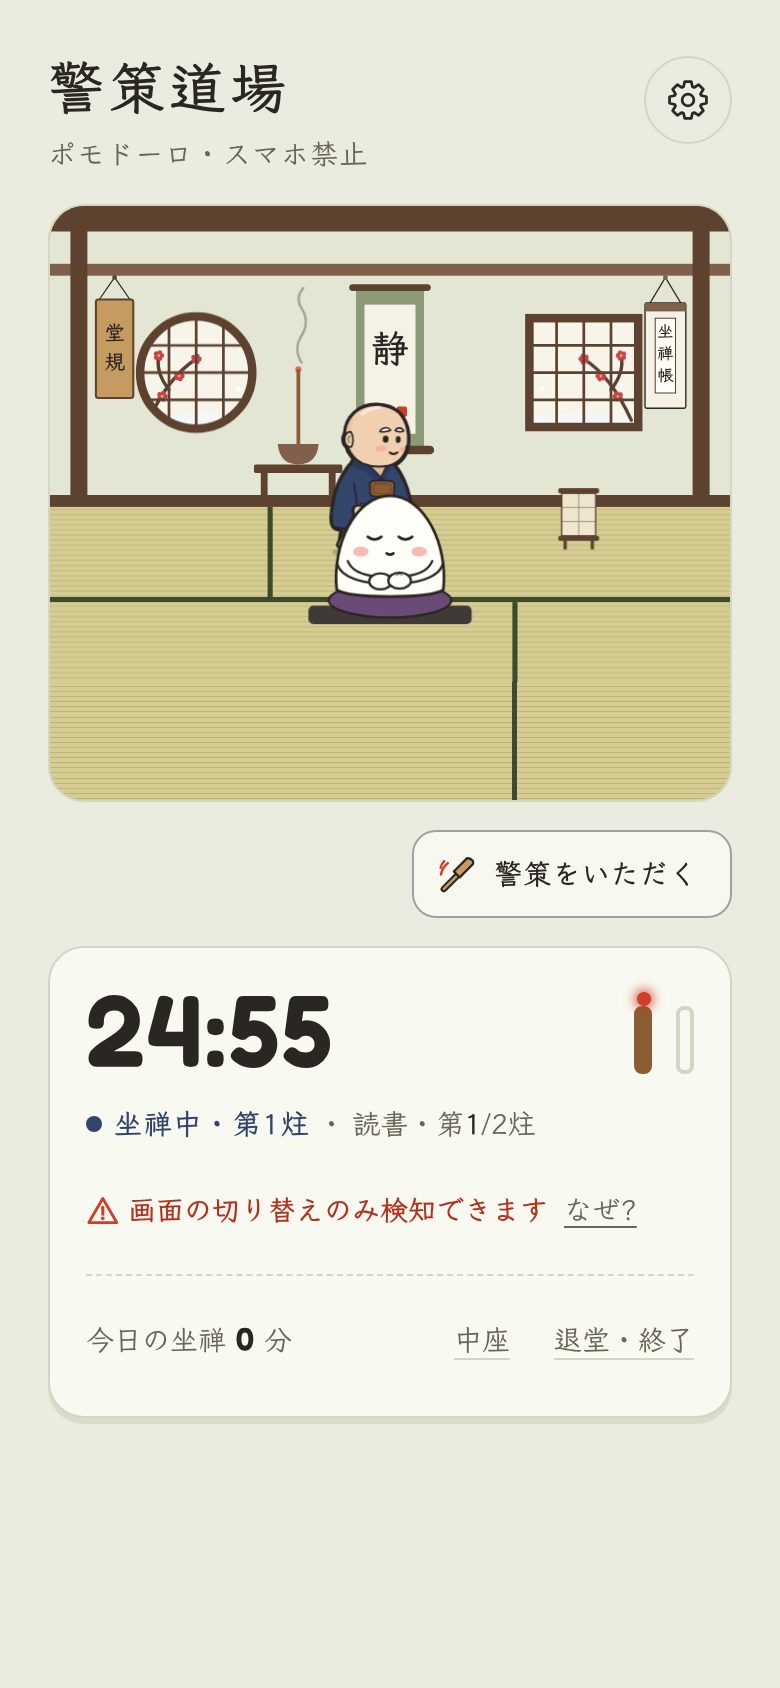 警策道場
ポモドーロ・スマホ禁止
堂規
静
坐禅帳
警策をいただく
24:55
坐禅中・第1炷 ・ 読書・第1/2炷
画面の切り替えのみ検知できます なぜ?
今日の坐禅 0 分 中座 退堂・終了